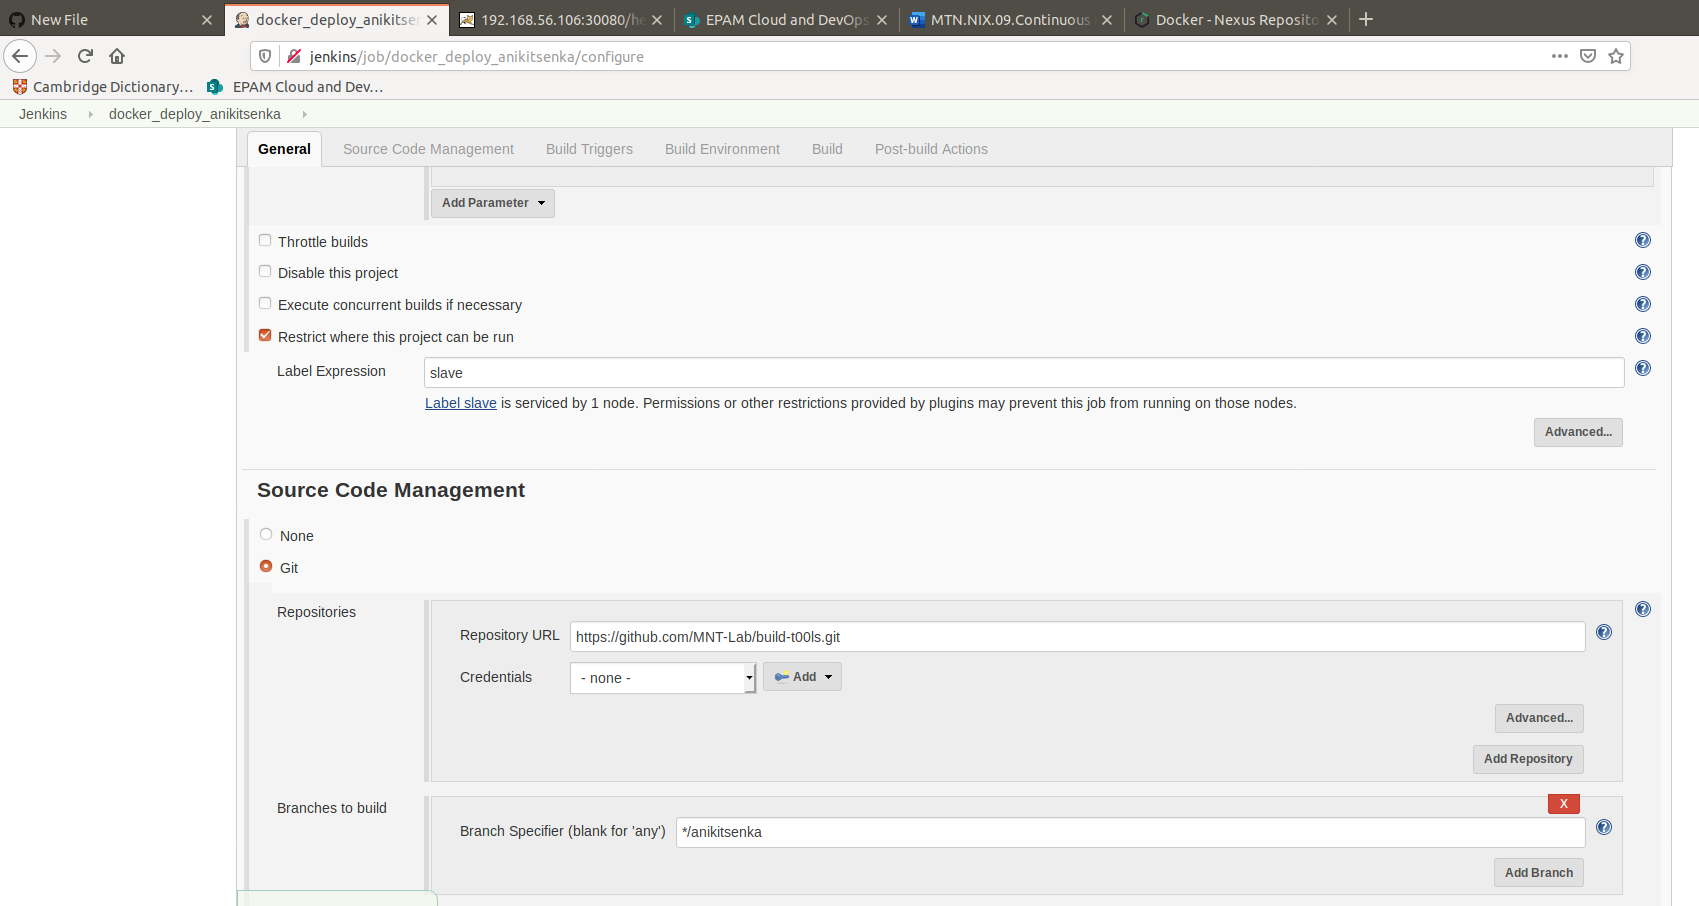 New File
docker_deploy_anikitse
192.168.56.106:30080/he
EPAM Cloud and DevOps
MTN.NIX.09.Continuous
Docker - Nexus Reposito
jenkins/job/docker_deploy_anikitsenka/configure
Cambridge Dictionary… EPAM Cloud and Dev…
Jenkins docker_deploy_anikitsenka
General Source Code Management Build Triggers Build Environment Build Post-build Actions
Add Parameter
Throttle builds
Disable this project
Execute concurrent builds if necessary
Restrict where this project can be run
Label Expression slave
Label slave is serviced by 1 node. Permissions or other restrictions provided by plugins may prevent this job from running on those nodes.
Advanced...
Source Code Management
None
Git
Repositories
Repository URL https://github.com/MNT-Lab/build-t00ls.git
Credentials - none - Add
Advanced...
Add Repository
Branches to build
X
Branch Specifier (blank for 'any') */anikitsenka
Add Branch